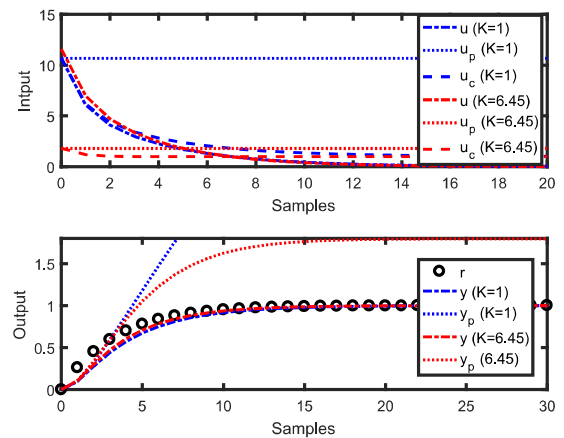 15
10
5
0
Intput
0 2 4 6 8 10 12 14 16 18 20
Samples
u (K=1)
u_p (K=1)
u_c (K=1)
u (K=6.45)
u_p (K=6.45)
u_c (K=6.45)
1.5
1
0.5
0
Output
0 5 10 15 20 25 30
Samples
r
y (K=1)
y_p (K=1)
y (K=6.45)
y_p (6.45)